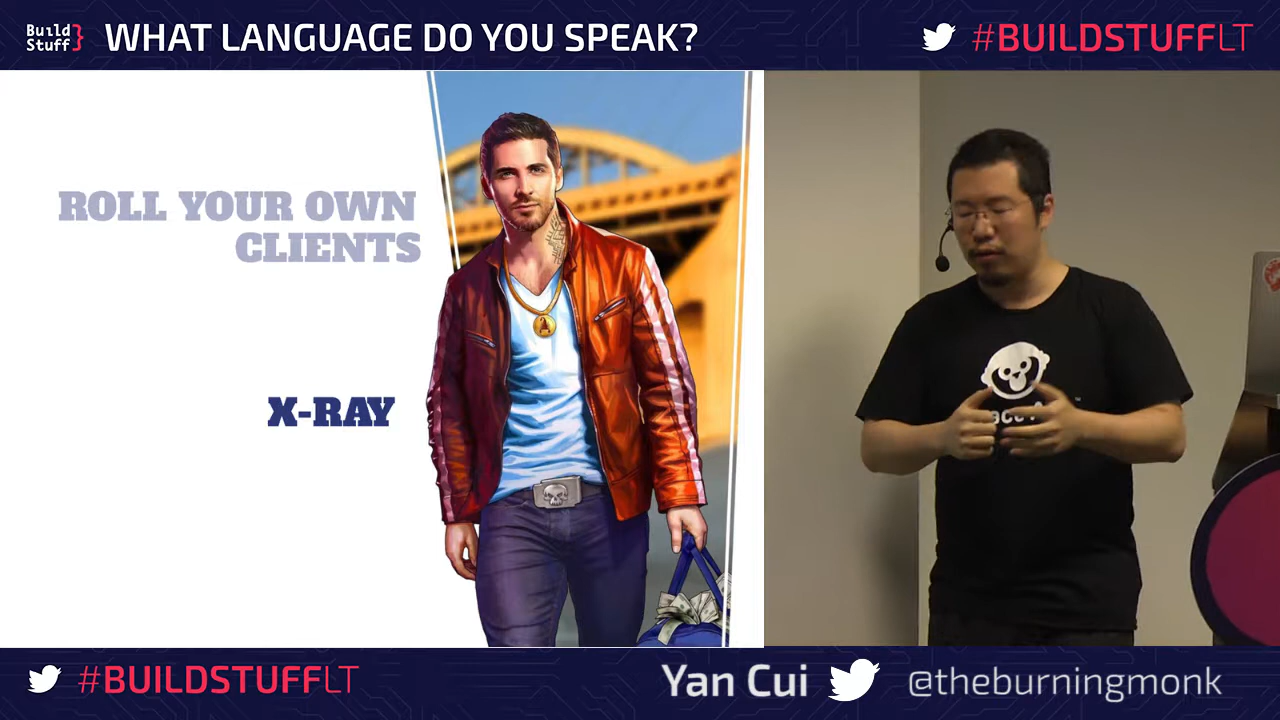 Build
Stuff}
WHAT LANGUAGE DO YOU SPEAK?
#BUILDSTUFFLT
ROLL YOUR OWN
CLIENTS
X-RAY
#BUILDSTUFFLT
Yan Cui
@theburningmonk